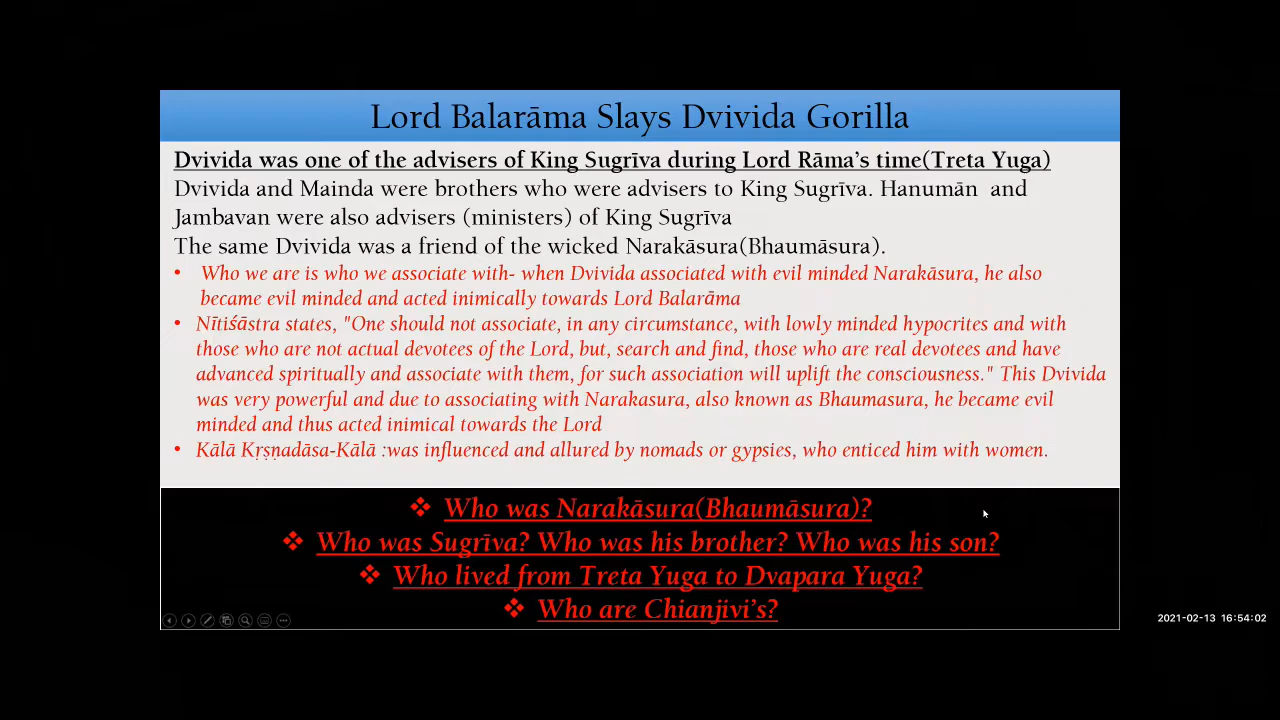 Lord Balarāma Slays Dvivida Gorilla
Dvivida was one of the advisers of King Sugrīva during Lord Rāma's time(Treta Yuga)
Dvivida and Mainda were brothers who were advisers to King Sugrīva. Hanumān and
Jambavan were also advisers (ministers) of King Sugrīva
The same Dvivida was a friend of the wicked Narakāsura(Bhaumāsura).
• Who we are is who we associate with- when Dvivida associated with evil minded Narakāsura, he also
became evil minded and acted inimically towards Lord Balarāma
• Nītiśāstra states, "One should not associate, in any circumstance, with lowly minded hypocrites and with
those who are not actual devotees of the Lord, but, search and find, those who are real devotees and have
advanced spiritually and associate with them, for such association will uplift the consciousness." This Dvivida
was very powerful and due to associating with Narakasura, also known as Bhaumasura, he became evil
minded and thus acted inimical towards the Lord
• Kālā Kṛṣṇadāsa-Kālā :was influenced and allured by nomads or gypsies, who enticed him with women.
❖ Who was Narakāsura(Bhaumāsura)?
❖ Who was Sugrīva? Who was his brother? Who was his son?
❖ Who lived from Treta Yuga to Dvapara Yuga?
❖ Who are Chianjivi's?
2021-02-13 16:54:02